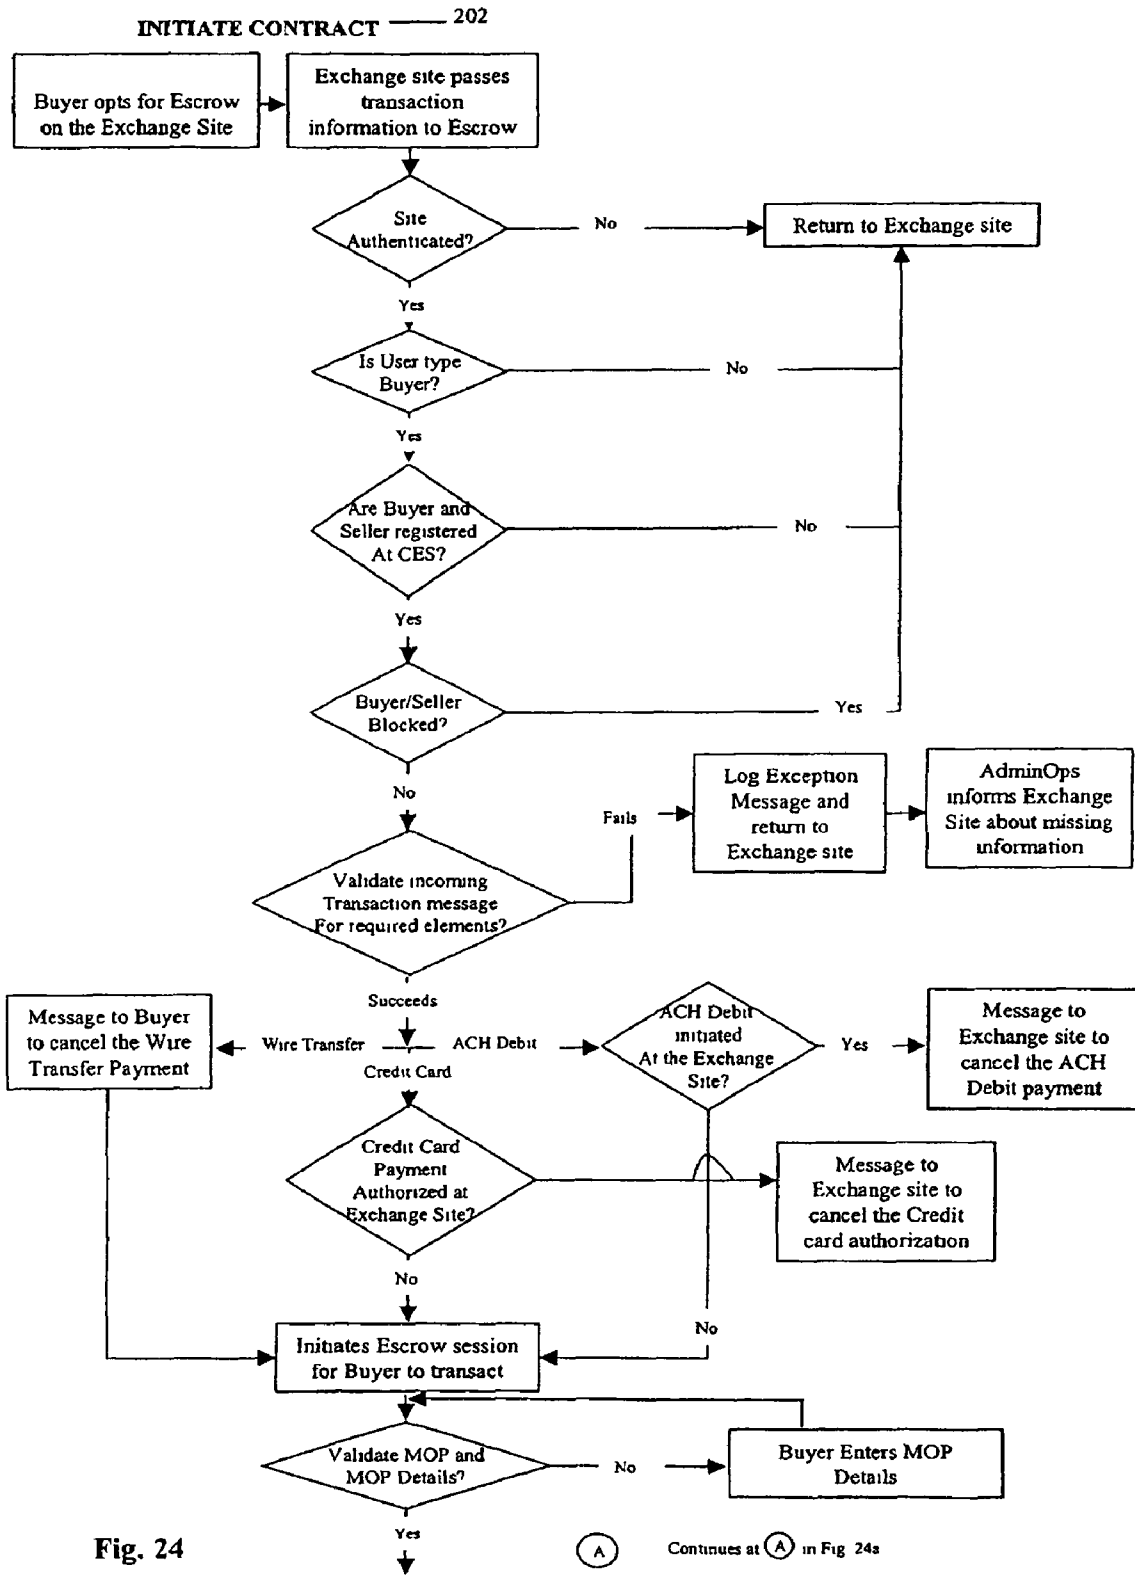 INITIATE CONTRACT
202
Buyer opts for Escrow
on the Exchange Site
Exchange site passes
transaction
information to Escrow
Site
Authenticated?
No
Return to Exchange site
Yes
Is User type
Buyer?
No
Yes
Are Buyer and
Seller registered
At CES?
No
Yes
Buyer/Seller
Blocked?
Yes
No
Validate incoming
Transaction message
For required elements?
Fails
Log Exception
Message and
return to
Exchange site
AdminOps
informs Exchange
Site about missing
information
Succeeds
Message to Buyer
to cancel the Wire
Transfer Payment
Wire Transfer
ACH Debit
Credit Card
ACH Debit
initiated
At the Exchange
Site?
Yes
Message to
Exchange site to
cancel the ACH
Debit payment
Credit Card
Payment
Authorized at
Exchange Site?
Message to
Exchange site to
cancel the Credit
card authorization
No
No
Initiates Escrow session
for Buyer to transact
Validate MOP and
MOP Details?
No
Buyer Enters MOP
Details
Yes
Fig. 24
A
Continues at A in Fig 24a